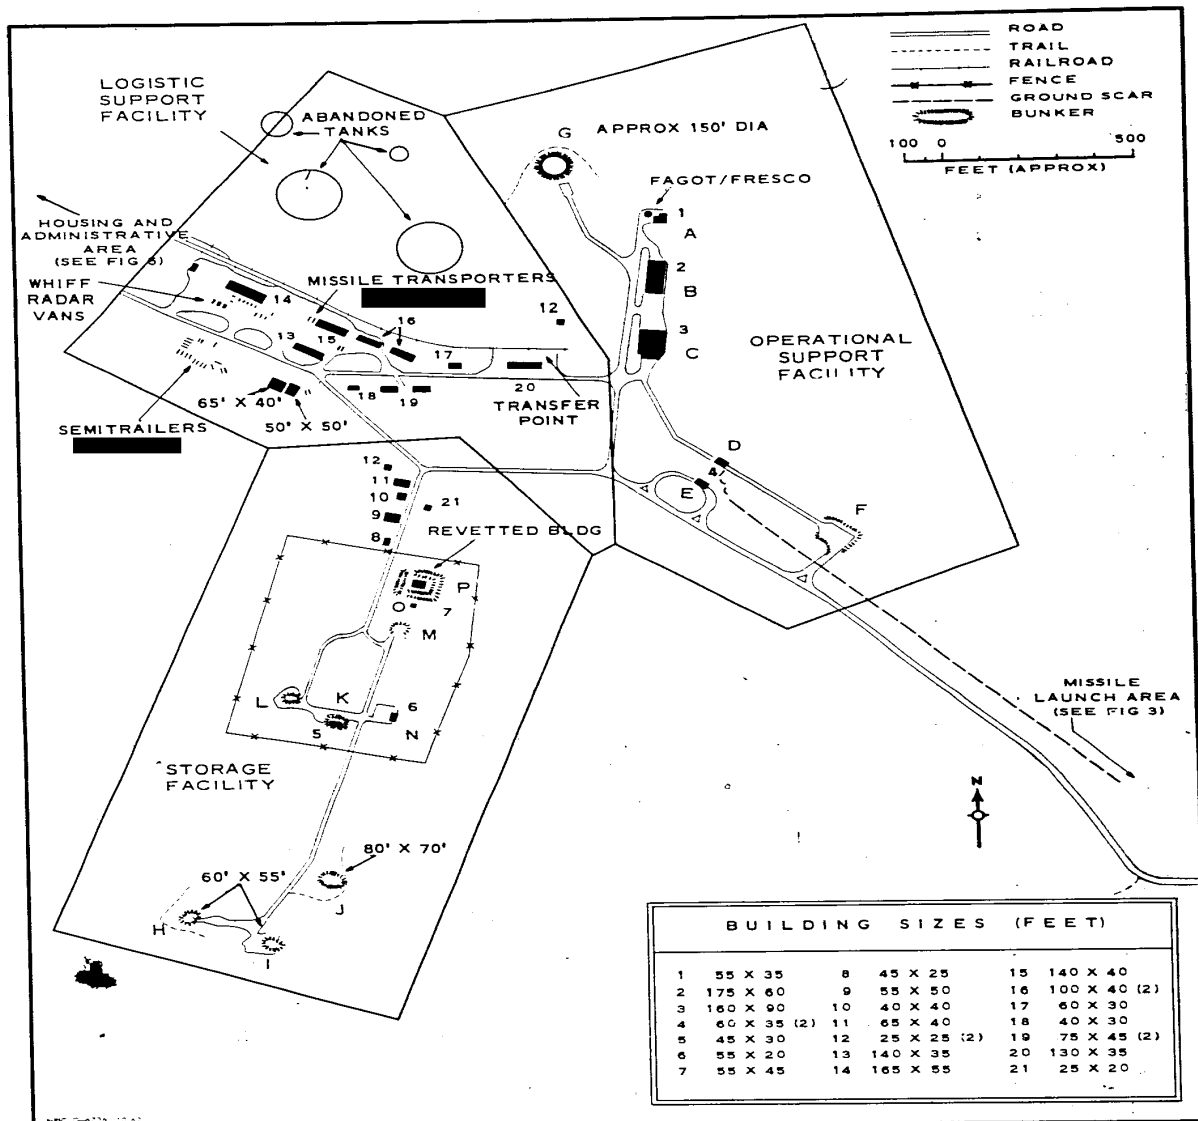 ROAD
TRAIL
RAILROAD
FENCE
GROUND SCAR
BUNKER
100 0 500
FEET (APPROX)
LOGISTIC
SUPPORT
FACILITY
ABANDONED
TANKS
G
APPROX 150' DIA
FAGOT/FRESCO
1
A
HOUSING AND
ADMINISTRATIVE
AREA
(SEE FIG 6)
WHIFF
RADAR
VANS
MISSILE TRANSPORTERS
2
B
14
12
16
15
13
3
C
OPERATIONAL
SUPPORT
FACILITY
17
20
18
19
65' X 40'
50' X 50'
TRANSFER
POINT
SEMITRAILERS
D
4
E
F
12
11
10
9
8
21
REVETTED BLDG
P
O
7
M
L
K
5
6
N
MISSILE
LAUNCH AREA
(SEE FIG 3)
STORAGE
FACILITY
N
80' X 70'
60' X 55'
H
I
J
BUILDING SIZES (FEET)
1 55 X 35 8 45 X 25 15 140 X 40
2 175 X 60 9 55 X 50 16 100 X 40 (2)
3 160 X 90 10 40 X 40 17 60 X 30
4 60 X 35 (2) 11 65 X 40 18 40 X 30
5 45 X 30 12 25 X 25 (2) 19 75 X 45 (2)
6 55 X 20 13 140 X 35 20 130 X 35
7 55 X 45 14 165 X 55 21 25 X 20